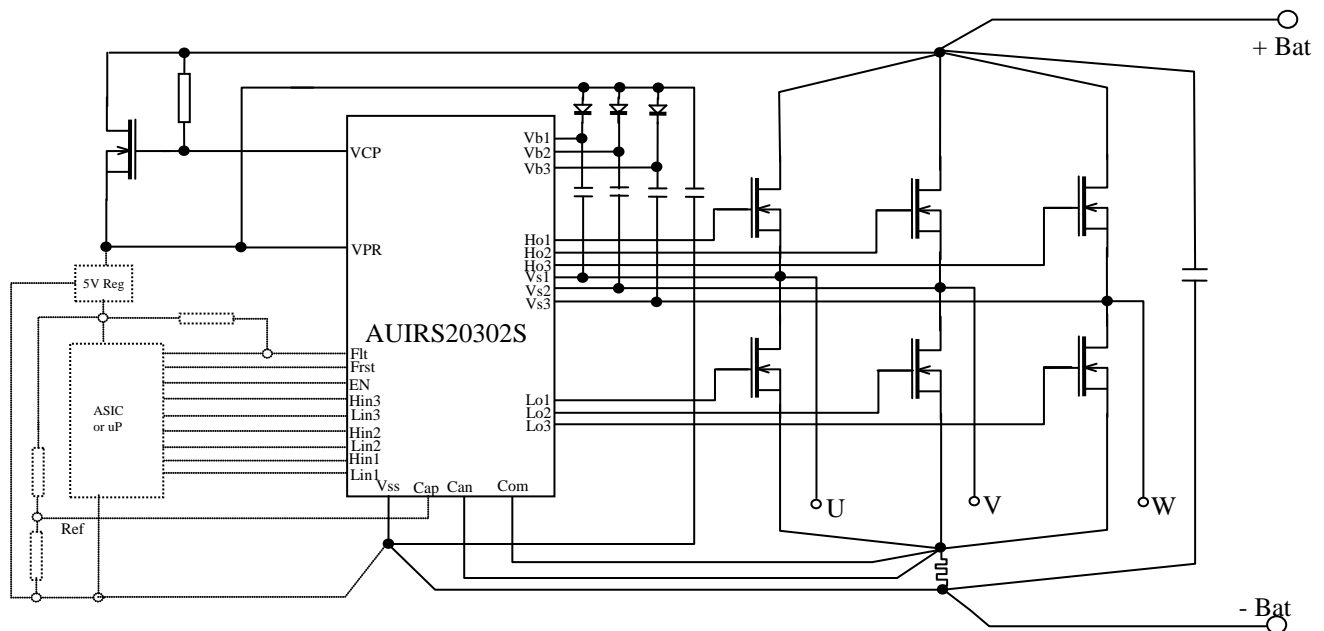 + Bat
VCP
Vb1
Vb2
Vb3
VPR
Ho1
Ho2
Ho3
Vs1
Vs2
Vs3
5V Reg
AUIRS20302S
Flt
Frst
EN
Hin3
Lin3
Hin2
Lin2
Hin1
Lin1
ASIC
or uP
Lo1
Lo2
Lo3
Vss
Cap
Can
Com
U
V
W
Ref
- Bat